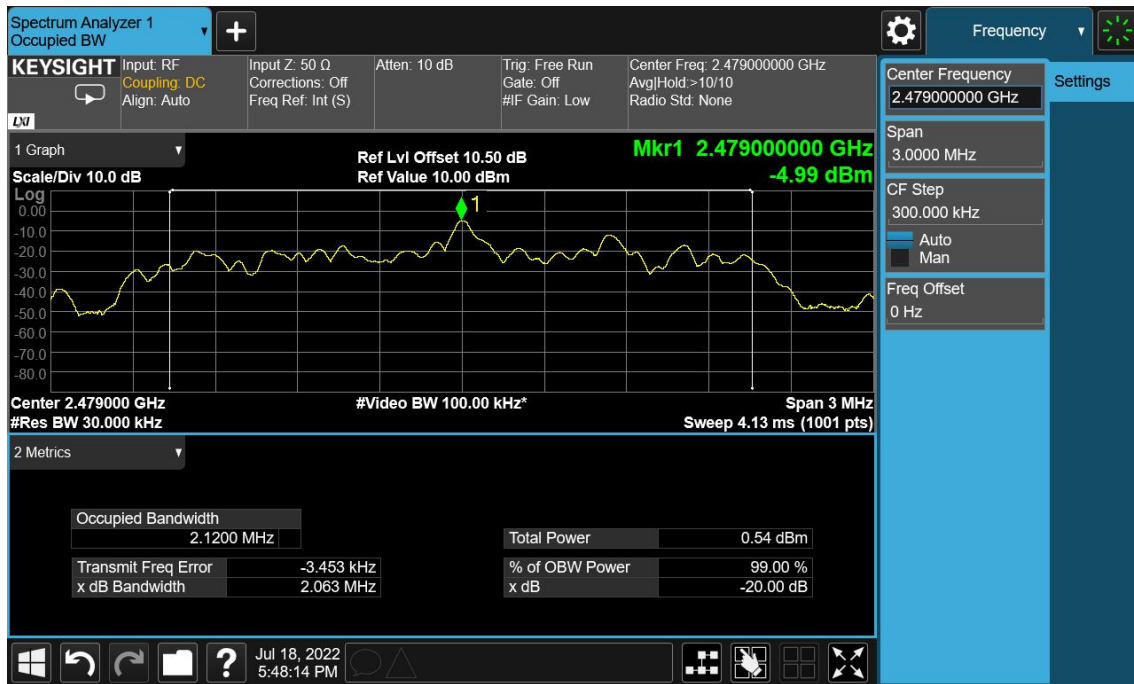 Spectrum Analyzer 1
Occupied BW
+
Frequency
KEYSIGHT
LXI
Input: RF
Coupling: DC
Align: Auto
Input Z: 50 Ω
Corrections: Off
Freq Ref: Int (S)
Atten: 10 dB
Trig: Free Run
Gate: Off
#IF Gain: Low
Center Freq: 2.479000000 GHz
Avg|Hold:>10/10
Radio Std: None
Center Frequency
2.479000000 GHz
Settings
Span
3.0000 MHz
CF Step
300.000 kHz
Auto
Man
Freq Offset
0 Hz
1 Graph
Scale/Div 10.0 dB
Ref Lvl Offset 10.50 dB
Ref Value 10.00 dBm
Mkr1 2.479000000 GHz
-4.99 dBm
Log
0.00
-10.0
-20.0
-30.0
-40.0
-50.0
-60.0
-70.0
-80.0
1
Center 2.479000 GHz
#Res BW 30.000 kHz
#Video BW 100.00 kHz*
Span 3 MHz
Sweep 4.13 ms (1001 pts)
2 Metrics
Occupied Bandwidth
2.1200 MHz
Total Power 0.54 dBm
Transmit Freq Error -3.453 kHz
% of OBW Power 99.00 %
x dB Bandwidth 2.063 MHz
x dB -20.00 dB
?
Jul 18, 2022
5:48:14 PM